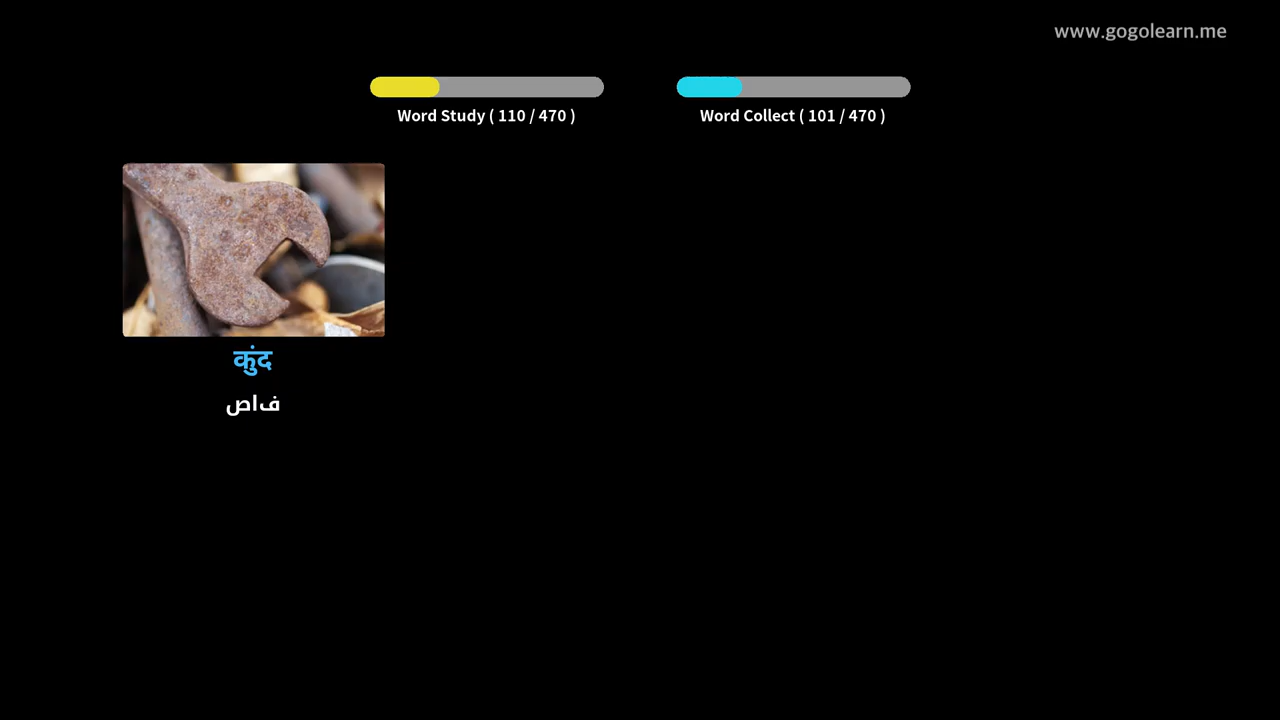 www.gogolearn.me
Word Study ( 110 / 470 )
Word Collect ( 101 / 470 )
कुंद
فاص